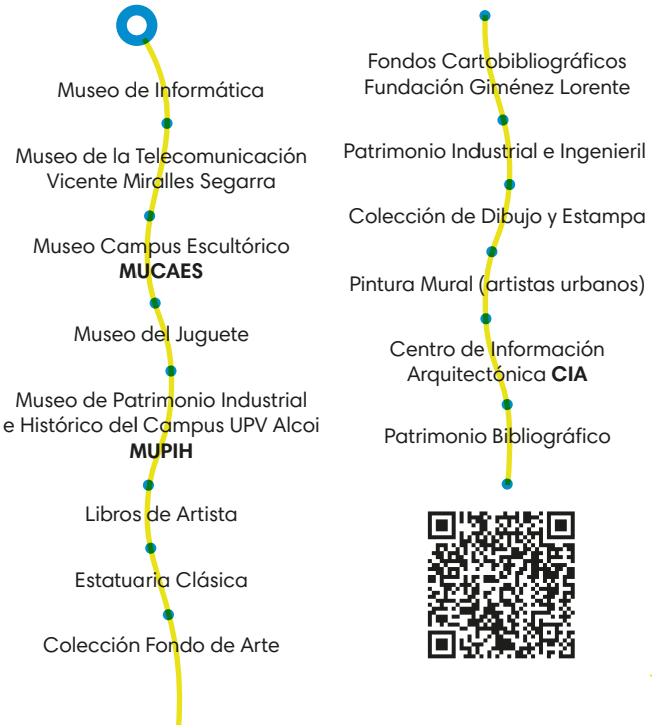 Museo de Informática
Museo de la Telecomunicación
Vicente Miralles Segarra
Museo Campus Escultórico
MUCAES
Museo del Juguete
Museo de Patrimonio Industrial
e Histórico del Campus UPV Alcoi
MUPIH
Libros de Artista
Estatuaria Clásica
Colección Fondo de Arte
Fondos Cartobibliográficos
Fundación Giménez Lorente
Patrimonio Industrial e Ingenieril
Colección de Dibujo y Estampa
Pintura Mural (artistas urbanos)
Centro de Información
Arquitectónica CIA
Patrimonio Bibliográfico